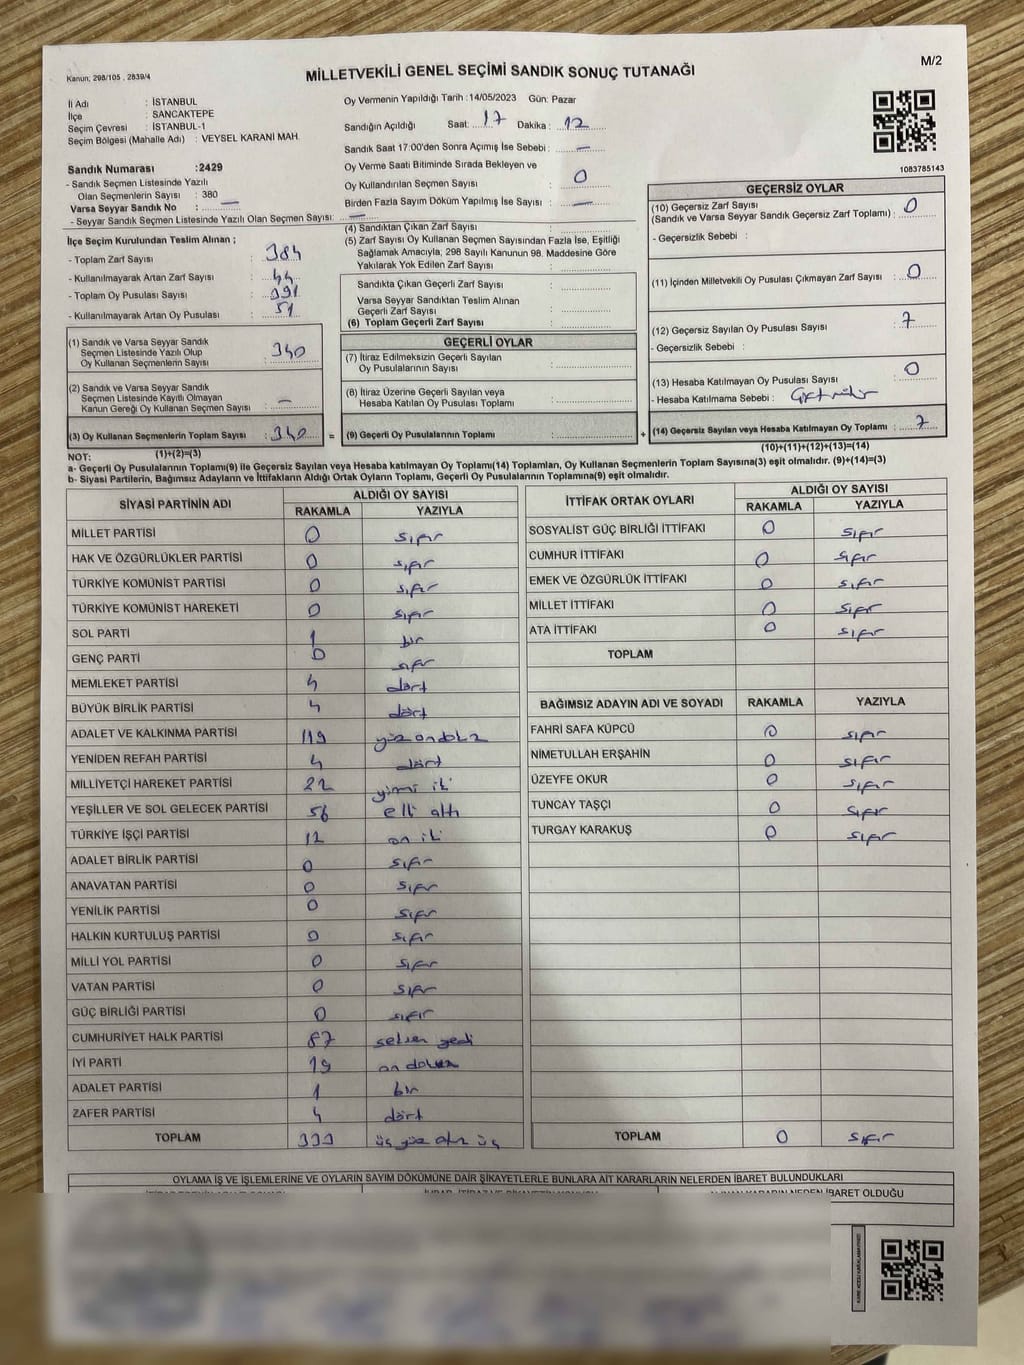 Kanun; 298/105 , 2839/4
MİLLETVEKİLİ GENEL SEÇİMİ SANDIK SONUÇ TUTANAĞI
M/2
İl Adı : İSTANBUL
İlçe : SANCAKTEPE
Seçim Çevresi : İSTANBUL-1
Seçim Bölgesi (Mahalle Adı) : VEYSEL KARANİ MAH.
Sandık Numarası : 2429
- Sandık Seçmen Listesinde Yazılı
Olan Seçmenlerin Sayısı : 380
Varsa Seyyar Sandık No : —
- Seyyar Sandık Seçmen Listesinde Yazılı Olan Seçmen Sayısı: —
Oy Vermenin Yapıldığı Tarih :14/05/2023 Gün: Pazar
Sandığın Açıldığı Saat: 17 Dakika : 12
Sandık Saat 17:00'den Sonra Açımış İse Sebebi : —
Oy Verme Saati Bitiminde Sırada Bekleyen ve
Oy Kullandırılan Seçmen Sayısı : 0
Birden Fazla Sayım Döküm Yapılmış İse Sayısı : —
1083785143
İlçe Seçim Kurulundan Teslim Alınan ;
- Toplam Zarf Sayısı : 384
- Kullanılmayarak Artan Zarf Sayısı : 44
- Toplam Oy Pusulası Sayısı : 391
- Kullanılmayarak Artan Oy Pusulası : 51
(1) Sandık ve Varsa Seyyar Sandık
Seçmen Listesinde Yazılı Olup
Oy Kullanan Seçmenlerin Sayısı : 340
(2) Sandık ve Varsa Seyyar Sandık
Seçmen Listesinde Kayıtlı Olmayan
Kanun Gereği Oy Kullanan Seçmen Sayısı : —
(3) Oy Kullanan Seçmenlerin Toplam Sayısı : 340 =
(4) Sandıktan Çıkan Zarf Sayısı :
(5) Zarf Sayısı Oy Kullanan Seçmen Sayısından Fazla İse, Eşitliği
Sağlamak Amacıyla, 298 Sayılı Kanunun 98. Maddesine Göre
Yakılarak Yok Edilen Zarf Sayısı :
Sandıkta Çıkan Geçerli Zarf Sayısı :
Varsa Seyyar Sandıktan Teslim Alınan
Geçerli Zarf Sayısı :
(6) Toplam Geçerli Zarf Sayısı :
GEÇERLİ OYLAR
(7) İtiraz Edilmeksizin Geçerli Sayılan
Oy Pusulalarının Sayısı :
(8) İtiraz Üzerine Geçerli Sayılan veya
Hesaba Katılan Oy Pusulası Toplamı :
(9) Geçerli Oy Pusulalarının Toplamı : +
GEÇERSİZ OYLAR
(10) Geçersiz Zarf Sayısı : 0
(Sandık ve Varsa Seyyar Sandık Geçersiz Zarf Toplamı)
- Geçersizlik Sebebi :
(11) İçinden Milletvekili Oy Pusulası Çıkmayan Zarf Sayısı : 0
(12) Geçersiz Sayılan Oy Pusulası Sayısı : 7
- Geçersizlik Sebebi :
(13) Hesaba Katılmayan Oy Pusulası Sayısı : 0
- Hesaba Katılmama Sebebi :
(14) Geçersiz Sayılan veya Hesaba Katılmayan Oy Toplamı : 7
NOT: (1)+(2)=(3) (10)+(11)+(12)+(13)=(14)
a- Geçerli Oy Pusulalarının Toplamı(9) ile Geçersiz Sayılan veya Hesaba katılmayan Oy Toplamı(14) Toplamları, Oy Kullanan Seçmenlerin Toplam Sayısına(3) eşit olmalıdır. (9)+(14)=(3)
b- Siyasi Partilerin, Bağımsız Adayların ve İttifakların Aldığı Ortak Oyların Toplamı, Geçerli Oy Pusulalarının Toplamına(9) eşit olmalıdır.
SİYASİ PARTİNİN ADI ALDIĞI OY SAYISI
RAKAMLA YAZIYLA
MİLLET PARTİSİ 0 sıfır
HAK VE ÖZGÜRLÜKLER PARTİSİ 0 sıfır
TÜRKİYE KOMÜNİST PARTİSİ 0 sıfır
TÜRKİYE KOMÜNİST HAREKETİ 0 sıfır
SOL PARTİ 1 bir
GENÇ PARTİ 0 sıfır
MEMLEKET PARTİSİ 4 dört
BÜYÜK BİRLİK PARTİSİ 4 dört
ADALET VE KALKINMA PARTİSİ 119 yüz ondokuz
YENİDEN REFAH PARTİSİ 4 dört
MİLLİYETÇİ HAREKET PARTİSİ 22 yirmi iki
YEŞİLLER VE SOL GELECEK PARTİSİ 56 elli altı
TÜRKİYE İŞÇİ PARTİSİ 12 on iki
ADALET BİRLİK PARTİSİ 0 sıfır
ANAVATAN PARTİSİ 0 sıfır
YENİLİK PARTİSİ 0 sıfır
HALKIN KURTULUŞ PARTİSİ 0 sıfır
MİLLİ YOL PARTİSİ 0 sıfır
VATAN PARTİSİ 0 sıfır
GÜÇ BİRLİĞİ PARTİSİ 0 sıfır
CUMHURİYET HALK PARTİSİ 87 seksen yedi
İYİ PARTİ 19 on dokuz
ADALET PARTİSİ 1 bir
ZAFER PARTİSİ 4 dört
TOPLAM 333 üç yüz otuz üç
İTTİFAK ORTAK OYLARI ALDIĞI OY SAYISI
RAKAMLA YAZIYLA
SOSYALİST GÜÇ BİRLİĞİ İTTİFAKI 0 sıfır
CUMHUR İTTİFAKI 0 sıfır
EMEK VE ÖZGÜRLÜK İTTİFAKI 0 sıfır
MİLLET İTTİFAKI 0 sıfır
ATA İTTİFAKI 0 sıfır
TOPLAM
BAĞIMSIZ ADAYIN ADI VE SOYADI RAKAMLA YAZIYLA
FAHRİ SAFA KÜPCÜ 0 sıfır
NİMETULLAH ERŞAHİN 0 sıfır
ÜZEYFE OKUR 0 sıfır
TUNCAY TAŞÇI 0 sıfır
TURGAY KARAKUŞ 0 sıfır
TOPLAM 0 sıfır
OYLAMA İŞ VE İŞLEMLERİNE VE OYLARIN SAYIM DÖKÜMÜNE DAİR ŞİKAYETLERLE BUNLARA AİT KARARLARIN NELERDEN İBARET BULUNDUKLARI
KARARIN NEDEN İBARET OLDUĞU